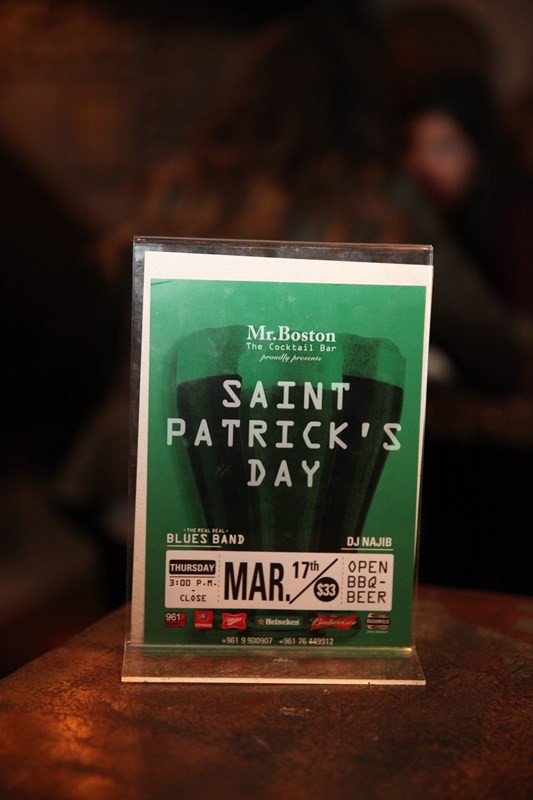 Mr.Boston
The Cocktail Bar
proudly presents
SAINT
PATRICK'S
DAY
• THE REAL DEAL •
BLUES BAND
DJ NAJIB
THURSDAY
3:00 P.M.
-
CLOSE
MAR. 17th / $33
OPEN
BBQ-
BEER
961 Miller Heineken Budweiser
+961 9 930907 +961 76 449512